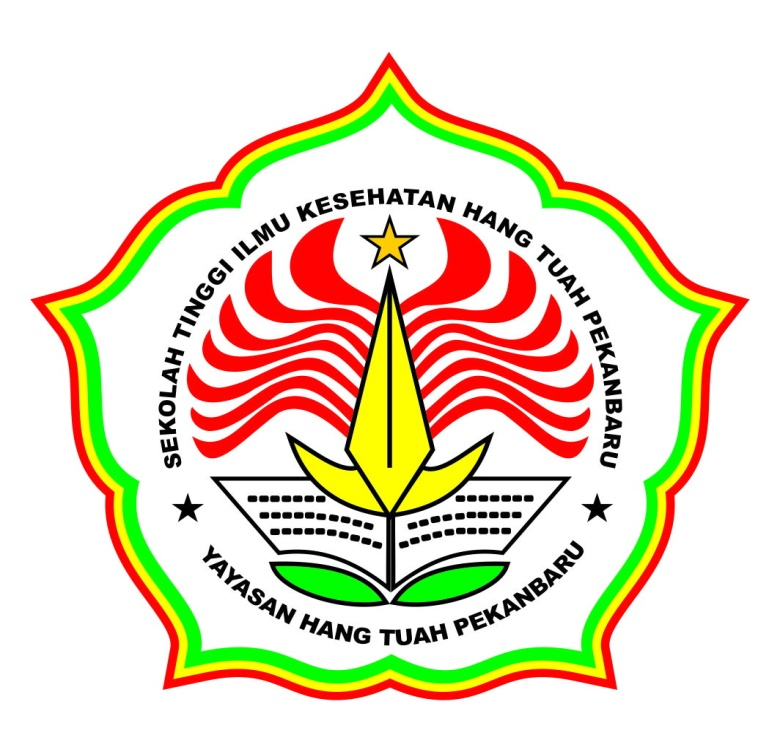 SEKOLAH TINGGI ILMU KESEHATAN HANG TUAH PEKANBARU
YAYASAN HANG TUAH PEKANBARU